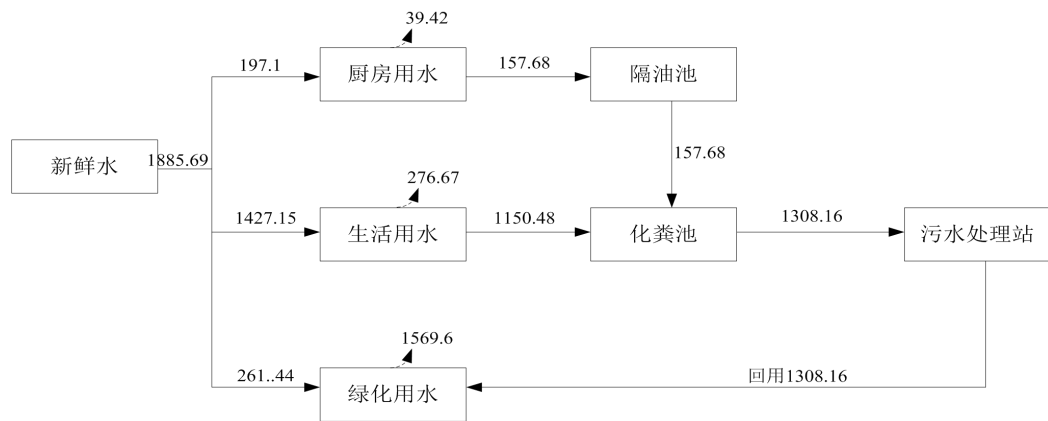 39.42
197.1
厨房用水
157.68
隔油池
新鲜水
1885.69
157.68
276.67
1427.15
生活用水
1150.48
化粪池
1308.16
污水处理站
1569.6
261..44
绿化用水
回用1308.16